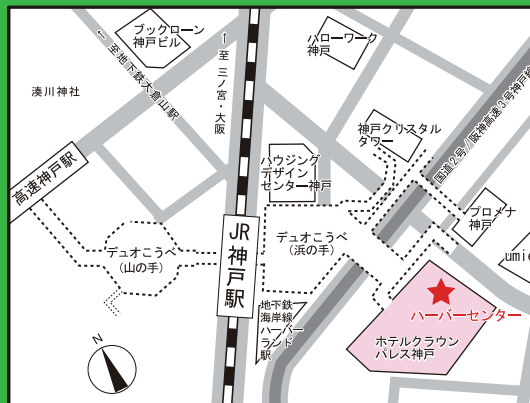 ブックローン
神戸ビル
← 至地下鉄大倉山駅
↑至 三ノ宮・大阪
ハローワーク
神戸
湊川神社
国道2号/阪神高速3号神戸線
神戸クリスタル
タワー
高速神戸駅
ハウジング
デザイン
センター神戸
プロメナ
神戸
JR神戸駅
デュオこうべ
(山の手)
デュオこうべ
(浜の手)
umie
ハーバーセンター
地下鉄
海岸線
ハーバー
ランド
駅
ホテルクラウン
パレス神戸
N